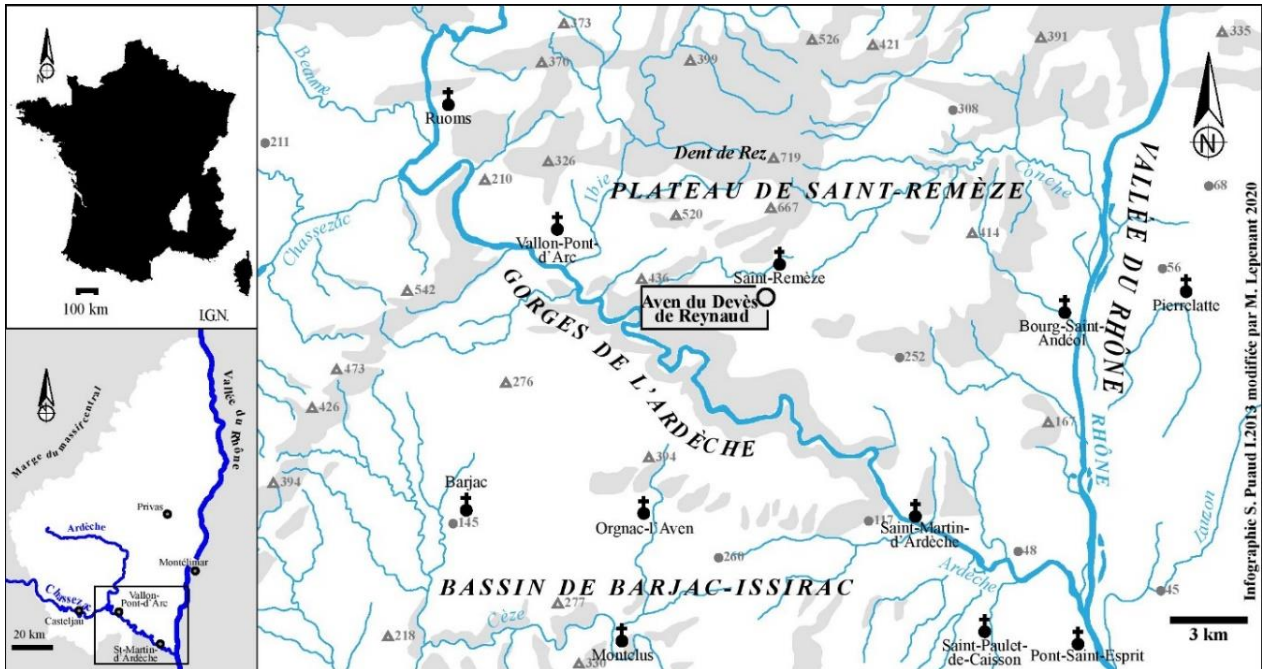 N
100 km
I.G.N.
Marge du massif central
Vallée du Rhône
Privas
Ardèche
Montélimar
Chassezac
Vallon-
Pont-d'Arc
Casteljau
St-Martin-
d'Ardèche
20 km
373
526
421
391
335
Beaume
370
399
N
Ruoms
308
211
Dent de Rez
719
326
210
Ibie
PLATEAU DE SAINT-REMÈZE
Conche
68
520
667
Vallon-Pont-
d'Arc
414
Chassezac
Saint-Remèze
56
436
542
Aven du Devès
de Reynaud
Pierrelatte
Bourg-Saint-
Andéol
VALLÈE DU RHÔNE
GORGES DE L'ARDÈCHE
252
473
276
426
167
RHÔNE
394
394
Barjac
145
Orgnac-l'Aven
117
Saint-Martin-
d'Ardèche
Lauzon
260
48
BASSIN DE BARJAC-ISSIRAC
Ardèche
45
277
Cèze
218
Montclus
330
Saint-Paulet-
de-Caisson
Pont-Saint-Esprit
3 km
Infographie S. Puaud I.2013 modifiée par M. Lepenant 2020